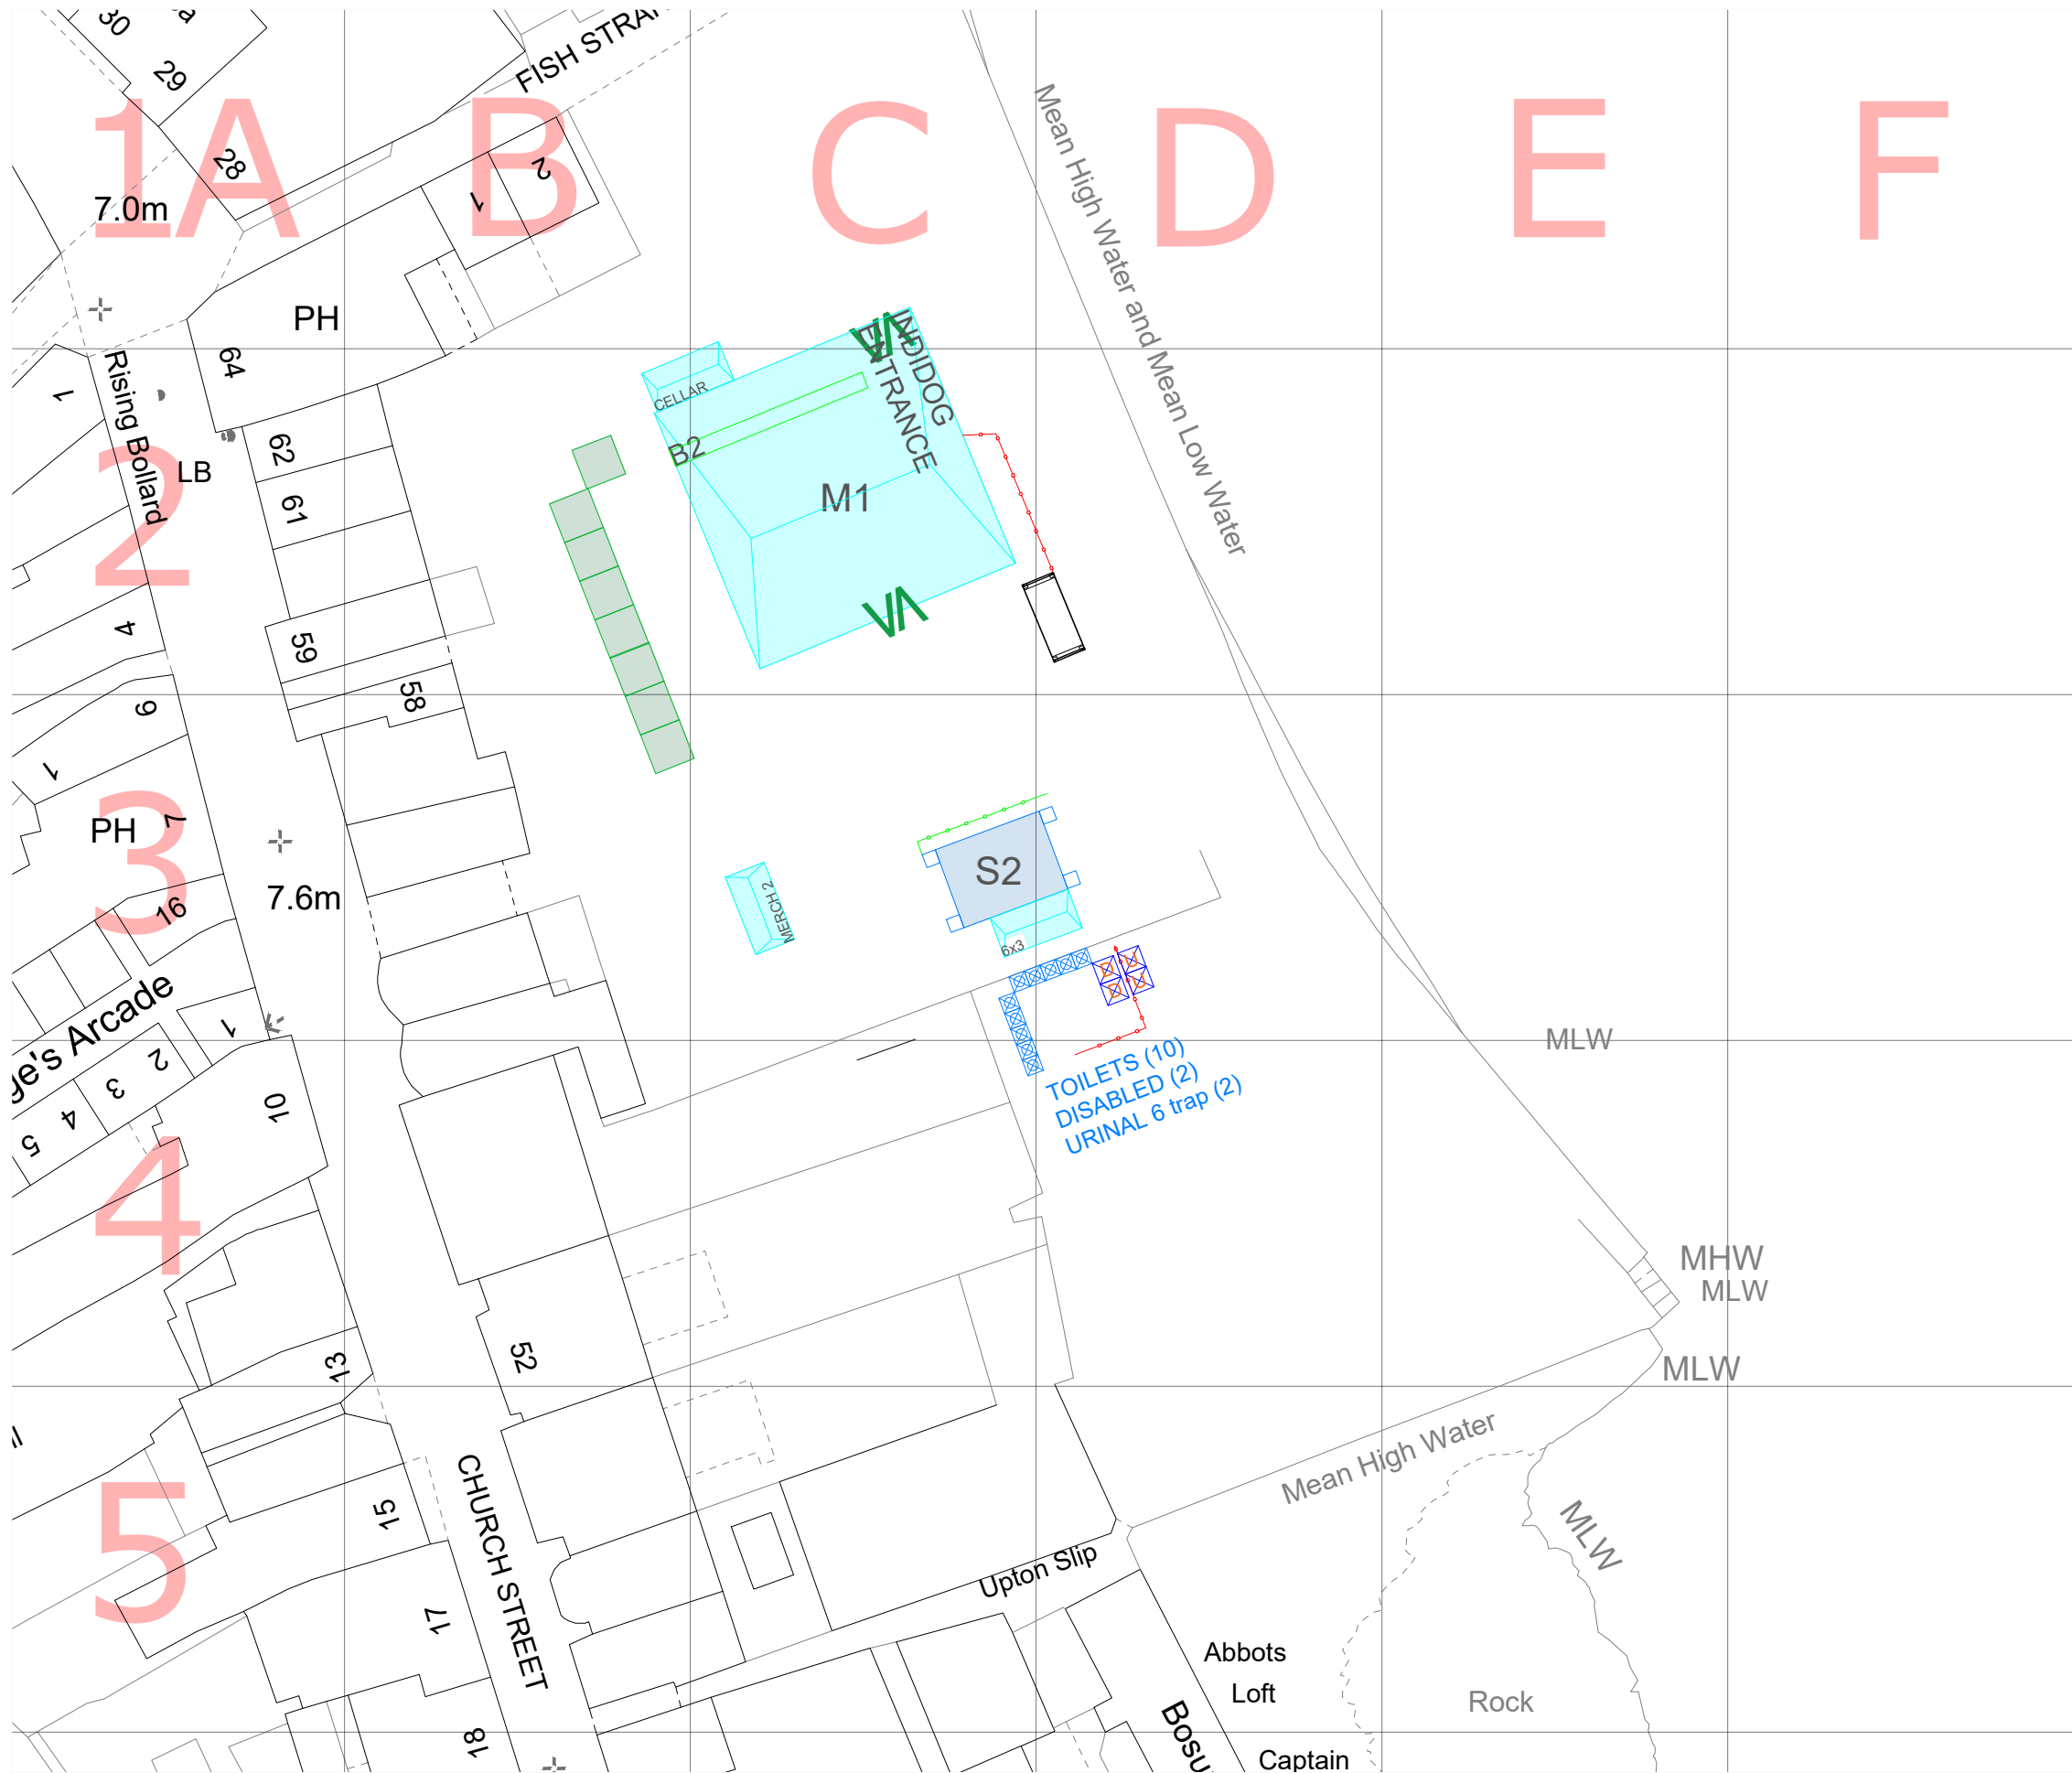 30
29
28
FISH STRA
1A
B
C
D
E
F
7.0m
1
2
PH
64
Mean High Water and Mean Low Water
INDIDOG
ENTRANCE
CELLAR
B2
M1
1
Rising Bollard
2
LB
62
61
4
59
58
9
1
7
PH
3
16
7.6m
MERCH 2
S2
6x3
D
D
U
U
ge's Arcade
1
2
3
4
5
10
MLW
TOILETS (10)
DISABLED (2)
URINAL 6 trap (2)
4
MHW
MLW
MLW
13
52
Mean High Water
MLW
5
15
17
18
CHURCH STREET
Upton Slip
Abbots
Loft
Rock
Bosu
Captain